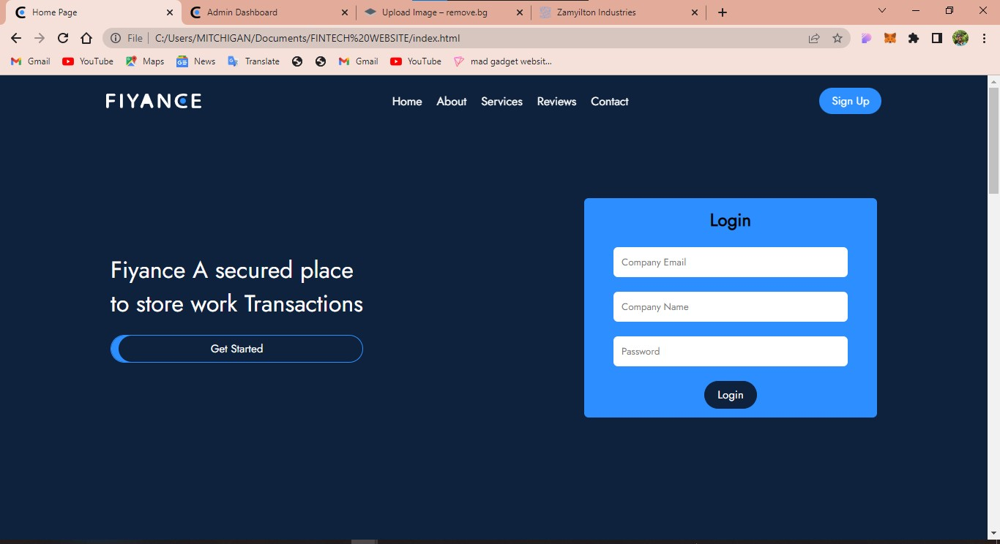 Home Page
Admin Dashboard
Upload Image – remove.bg
Zamyilton Industries
File
C:/Users/MITCHIGAN/Documents/FINTECH%20WEBSITE/index.html
Gmail
YouTube
Maps
News
Translate
Gmail
YouTube
mad gadget websit...
FIYANCE
Home
About
Services
Reviews
Contact
Sign Up
Fiyance A secured place
to store work Transactions
Get Started
Login
Company Email
Company Name
Password
Login